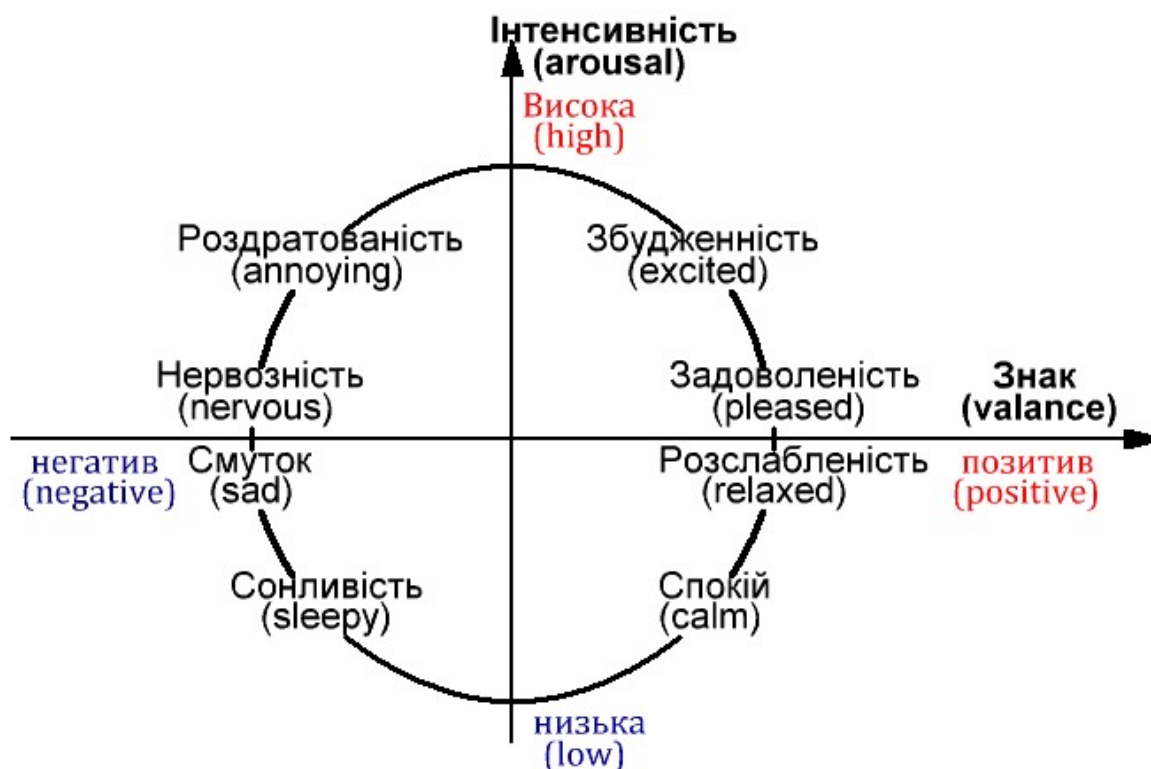 Інтенсивність
(arousal)
Висока
(high)
Роздратованість
(annoying)
Збудженність
(excited)
Нервозність
(nervous)
Задоволеність
(pleased)
Знак
(valance)
негатив
(negative)
Смуток
(sad)
Розслабленість
(relaxed)
позитив
(positive)
Сонливість
(sleepy)
Спокій
(calm)
низька
(low)